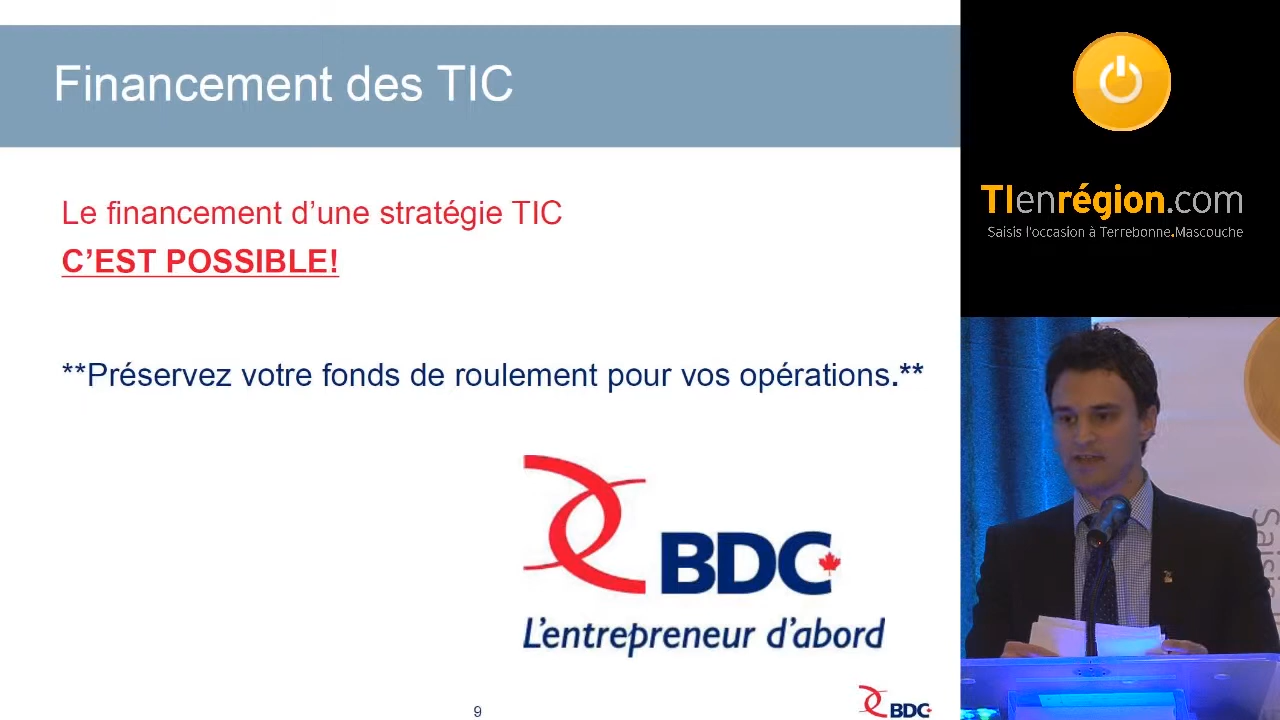 Financement des TIC
Le financement d’une stratégie TIC
C’EST POSSIBLE!
**Préservez votre fonds de roulement pour vos opérations.**
BDC
L'entrepreneur d'abord
9
BDC
TIenrégion.com
Saisis l'occasion à Terrebonne.Mascouche
Saisis